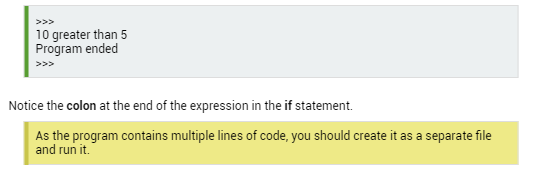 >>>
10 greater than 5
Program ended
>>>
Notice the colon at the end of the expression in the if statement.
As the program contains multiple lines of code, you should create it as a separate file
and run it.